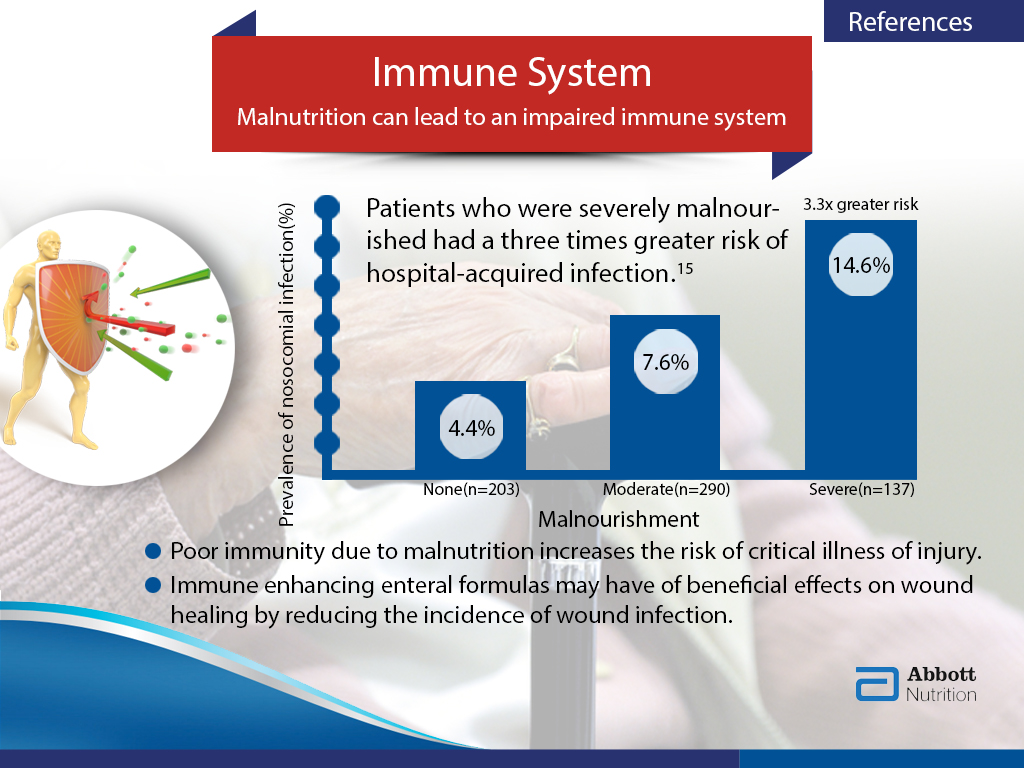 References
Immune System
Malnutrition can lead to an impaired immune system
Prevalence of nosocomial infection(%)
Patients who were severely malnour-
ished had a three times greater risk of
hospital-acquired infection.15
3.3x greater risk
14.6%
7.6%
4.4%
None(n=203)
Moderate(n=290)
Severe(n=137)
Malnourishment
● Poor immunity due to malnutrition increases the risk of critical illness of injury.
● Immune enhancing enteral formulas may have of beneficial effects on wound
healing by reducing the incidence of wound infection.
Abbott
Nutrition